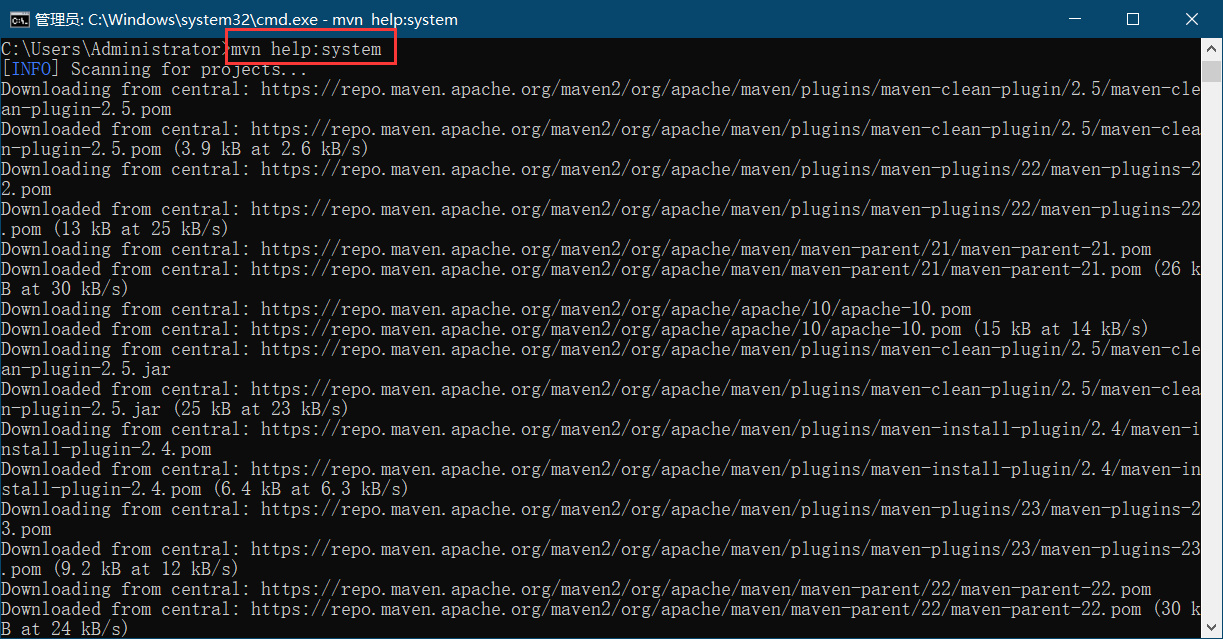 管理员: C:\Windows\system32\cmd.exe - mvn  help:system
C:\Users\Administrator>mvn help:system
[INFO] Scanning for projects...
Downloading from central: https://repo.maven.apache.org/maven2/org/apache/maven/plugins/maven-clean-plugin/2.5/maven-cle
an-plugin-2.5.pom
Downloaded from central: https://repo.maven.apache.org/maven2/org/apache/maven/plugins/maven-clean-plugin/2.5/maven-clea
n-plugin-2.5.pom (3.9 kB at 2.6 kB/s)
Downloading from central: https://repo.maven.apache.org/maven2/org/apache/maven/plugins/maven-plugins/22/maven-plugins-2
2.pom
Downloaded from central: https://repo.maven.apache.org/maven2/org/apache/maven/plugins/maven-plugins/22/maven-plugins-22
.pom (13 kB at 25 kB/s)
Downloading from central: https://repo.maven.apache.org/maven2/org/apache/maven/maven-parent/21/maven-parent-21.pom
Downloaded from central: https://repo.maven.apache.org/maven2/org/apache/maven/maven-parent/21/maven-parent-21.pom (26 k
B at 30 kB/s)
Downloading from central: https://repo.maven.apache.org/maven2/org/apache/apache/10/apache-10.pom
Downloaded from central: https://repo.maven.apache.org/maven2/org/apache/apache/10/apache-10.pom (15 kB at 14 kB/s)
Downloading from central: https://repo.maven.apache.org/maven2/org/apache/maven/plugins/maven-clean-plugin/2.5/maven-cle
an-plugin-2.5.jar
Downloaded from central: https://repo.maven.apache.org/maven2/org/apache/maven/plugins/maven-clean-plugin/2.5/maven-clea
n-plugin-2.5.jar (25 kB at 23 kB/s)
Downloading from central: https://repo.maven.apache.org/maven2/org/apache/maven/plugins/maven-install-plugin/2.4/maven-i
nstall-plugin-2.4.pom
Downloaded from central: https://repo.maven.apache.org/maven2/org/apache/maven/plugins/maven-install-plugin/2.4/maven-in
stall-plugin-2.4.pom (6.4 kB at 6.3 kB/s)
Downloading from central: https://repo.maven.apache.org/maven2/org/apache/maven/plugins/maven-plugins/23/maven-plugins-2
3.pom
Downloaded from central: https://repo.maven.apache.org/maven2/org/apache/maven/plugins/maven-plugins/23/maven-plugins-23
.pom (9.2 kB at 12 kB/s)
Downloading from central: https://repo.maven.apache.org/maven2/org/apache/maven/maven-parent/22/maven-parent-22.pom
Downloaded from central: https://repo.maven.apache.org/maven2/org/apache/maven/maven-parent/22/maven-parent-22.pom (30 k
B at 24 kB/s)